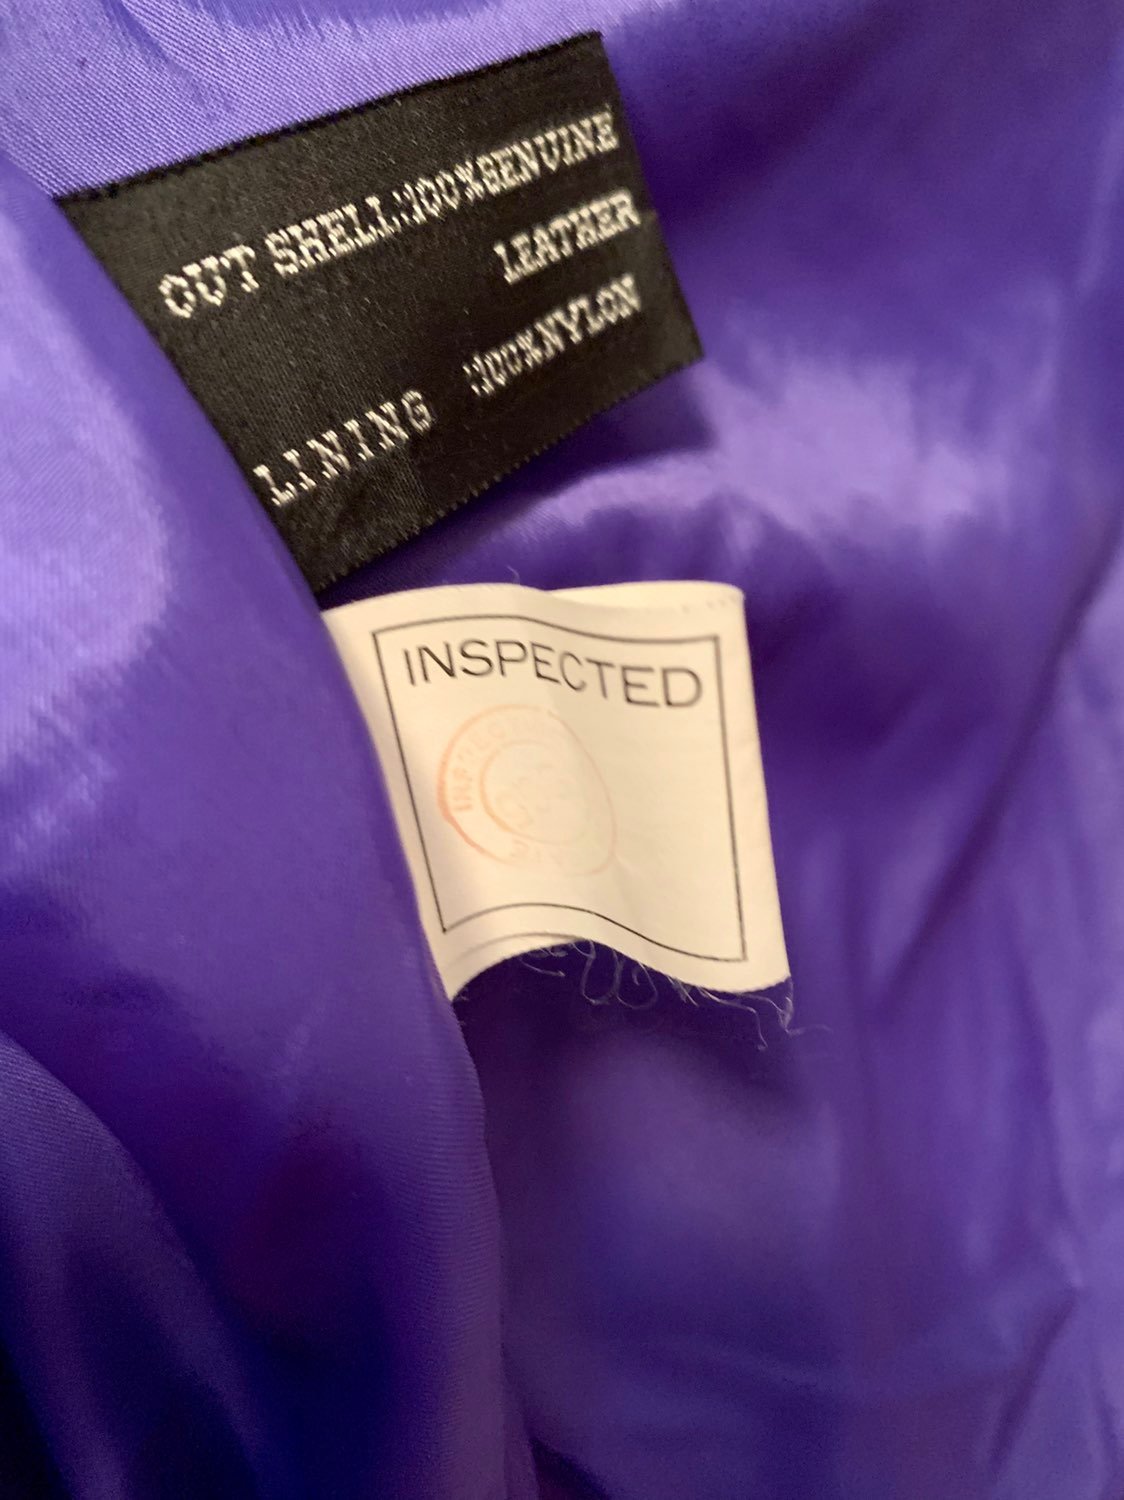 OUT SHELL:100%GENUINE
LEATHER
LINING :100%NYLON
INSPECTED